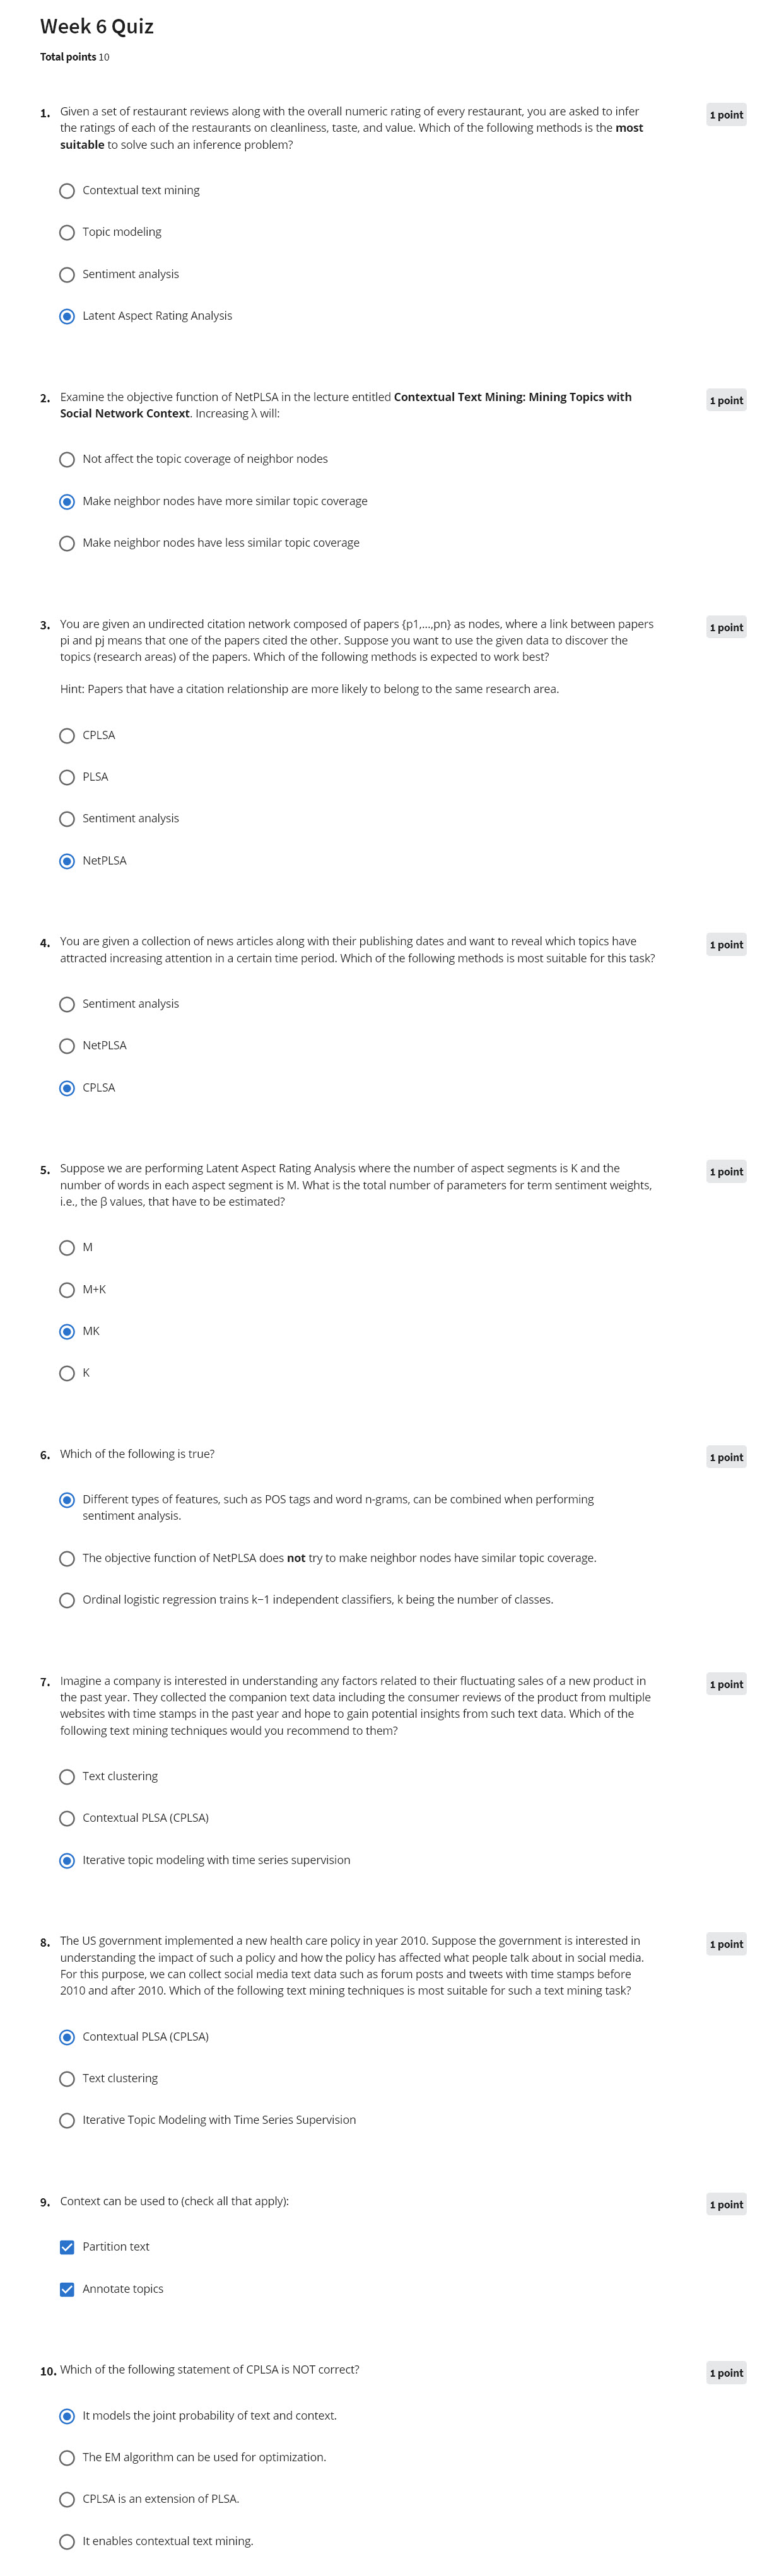 Week 6 Quiz
Total points 10
1. Given a set of restaurant reviews along with the overall numeric rating of every restaurant, you are asked to infer
the ratings of each of the restaurants on cleanliness, taste, and value. Which of the following methods is the most
suitable to solve such an inference problem?
1 point
Contextual text mining
Topic modeling
Sentiment analysis
Latent Aspect Rating Analysis
2. Examine the objective function of NetPLSA in the lecture entitled Contextual Text Mining: Mining Topics with
Social Network Context. Increasing λ will:
1 point
Not affect the topic coverage of neighbor nodes
Make neighbor nodes have more similar topic coverage
Make neighbor nodes have less similar topic coverage
3. You are given an undirected citation network composed of papers {p1,...,pn} as nodes, where a link between papers
pi and pj means that one of the papers cited the other. Suppose you want to use the given data to discover the
topics (research areas) of the papers. Which of the following methods is expected to work best?
1 point
Hint: Papers that have a citation relationship are more likely to belong to the same research area.
CPLSA
PLSA
Sentiment analysis
NetPLSA
4. You are given a collection of news articles along with their publishing dates and want to reveal which topics have
attracted increasing attention in a certain time period. Which of the following methods is most suitable for this task?
1 point
Sentiment analysis
NetPLSA
CPLSA
5. Suppose we are performing Latent Aspect Rating Analysis where the number of aspect segments is K and the
number of words in each aspect segment is M. What is the total number of parameters for term sentiment weights,
i.e., the β values, that have to be estimated?
1 point
M
M+K
MK
K
6. Which of the following is true?
1 point
Different types of features, such as POS tags and word n-grams, can be combined when performing
sentiment analysis.
The objective function of NetPLSA does not try to make neighbor nodes have similar topic coverage.
Ordinal logistic regression trains k−1 independent classifiers, k being the number of classes.
7. Imagine a company is interested in understanding any factors related to their fluctuating sales of a new product in
the past year. They collected the companion text data including the consumer reviews of the product from multiple
websites with time stamps in the past year and hope to gain potential insights from such text data. Which of the
following text mining techniques would you recommend to them?
1 point
Text clustering
Contextual PLSA (CPLSA)
Iterative topic modeling with time series supervision
8. The US government implemented a new health care policy in year 2010. Suppose the government is interested in
understanding the impact of such a policy and how the policy has affected what people talk about in social media.
For this purpose, we can collect social media text data such as forum posts and tweets with time stamps before
2010 and after 2010. Which of the following text mining techniques is most suitable for such a text mining task?
1 point
Contextual PLSA (CPLSA)
Text clustering
Iterative Topic Modeling with Time Series Supervision
9. Context can be used to (check all that apply):
1 point
Partition text
Annotate topics
10. Which of the following statement of CPLSA is NOT correct?
1 point
It models the joint probability of text and context.
The EM algorithm can be used for optimization.
CPLSA is an extension of PLSA.
It enables contextual text mining.